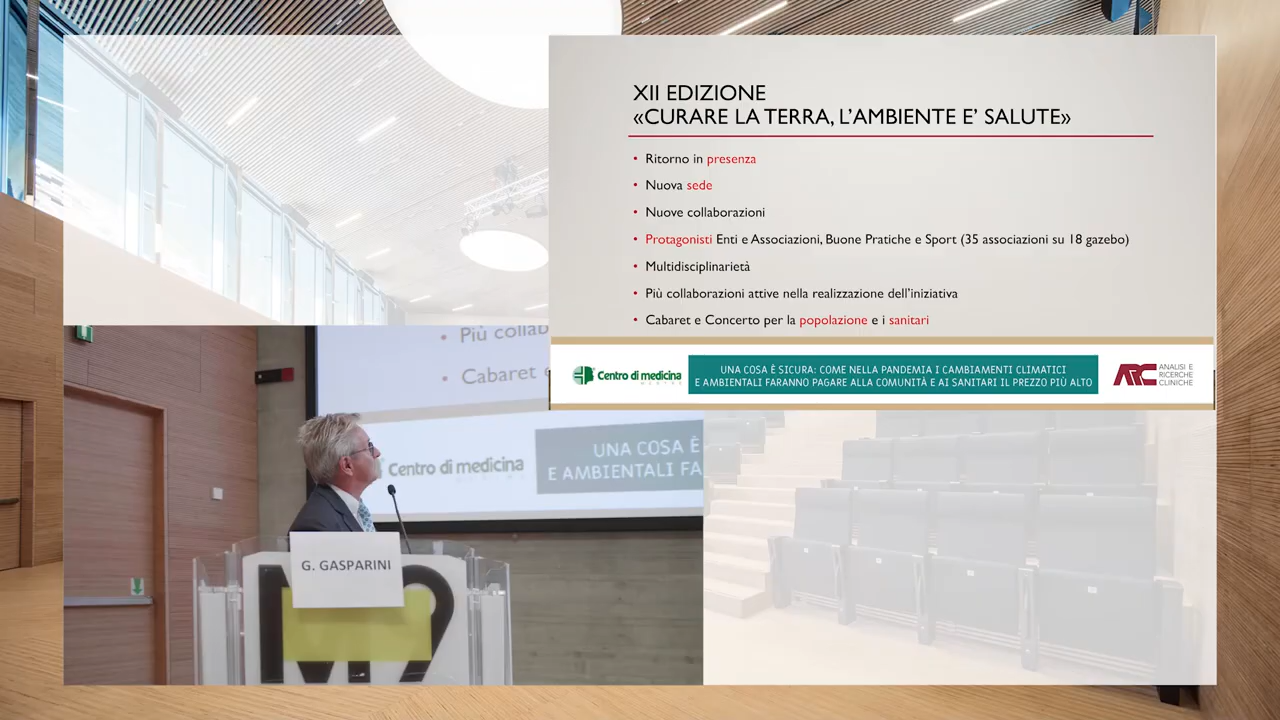 XII EDIZIONE
«CURARE LA TERRA, L'AMBIENTE E' SALUTE»
• Ritorno in presenza
• Nuova sede
• Nuove collaborazioni
• Protagonisti Enti e Associazioni, Buone Pratiche e Sport (35 associazioni su 18 gazebo)
• Multidisciplinarietà
• Più collaborazioni attive nella realizzazione dell'iniziativa
• Cabaret e Concerto per la popolazione e i sanitari
Centro di medicina
UNA COSA È SICURA: COME NELLA PANDEMIA I CAMBIAMENTI CLIMATICI
E AMBIENTALI FARANNO PAGARE ALLA COMUNITÀ E AI SANITARI IL PREZZO PIÙ ALTO
ARC ANALISI E
RICERCHE
CLINICHE
• Più collab
• Cabaret e
Centro di medicina
UNA COSA È
E AMBIENTALI FA
G. GASPARINI
M9